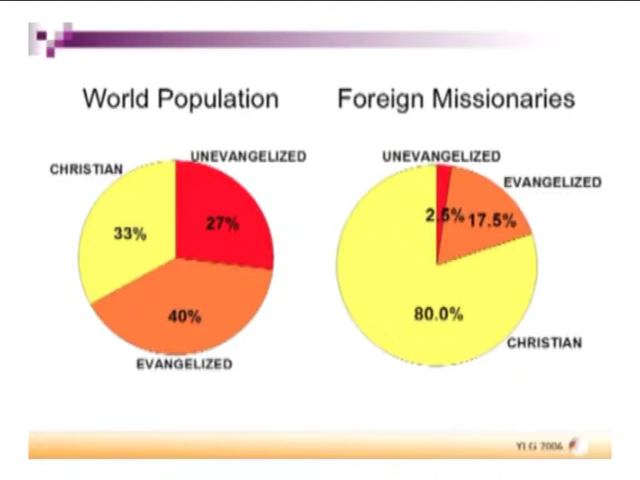 World Population
Foreign Missionaries
CHRISTIAN
UNEVANGELIZED
33%
27%
40%
EVANGELIZED
UNEVANGELIZED
EVANGELIZED
2.5%
17.5%
80.0%
CHRISTIAN
YLG 2006